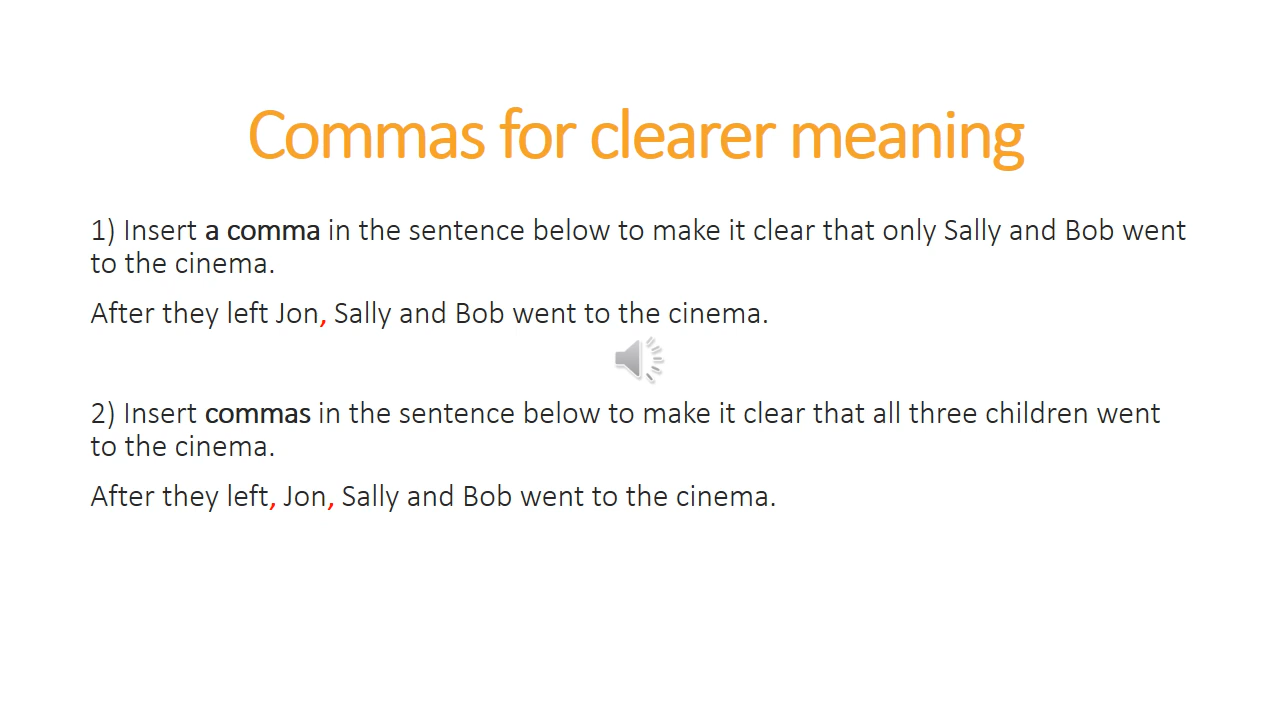 Commas for clearer meaning
1) Insert a comma in the sentence below to make it clear that only Sally and Bob went
to the cinema.
After they left Jon, Sally and Bob went to the cinema.
2) Insert commas in the sentence below to make it clear that all three children went
to the cinema.
After they left, Jon, Sally and Bob went to the cinema.